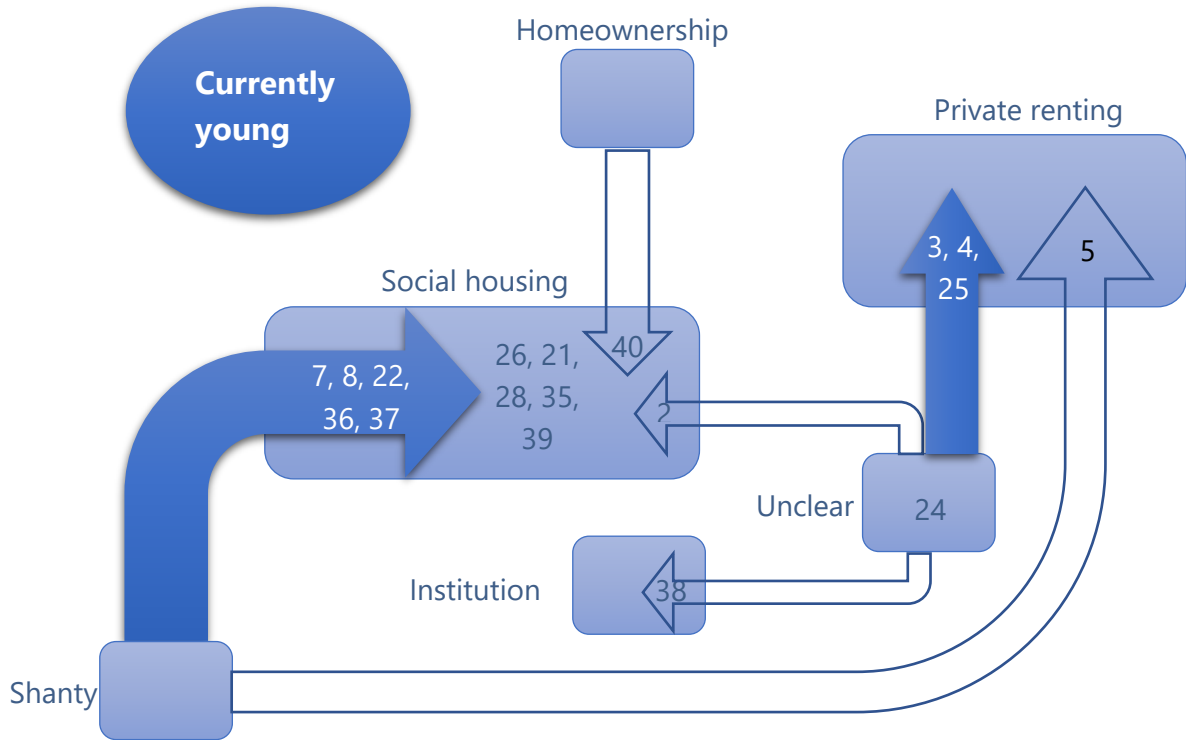 Currently
young
Homeownership
Private renting
3, 4,
25
5
Social housing
7, 8, 22,
36, 37
26, 21,
28, 35,
39
40
2
Unclear
24
Institution
38
Shanty